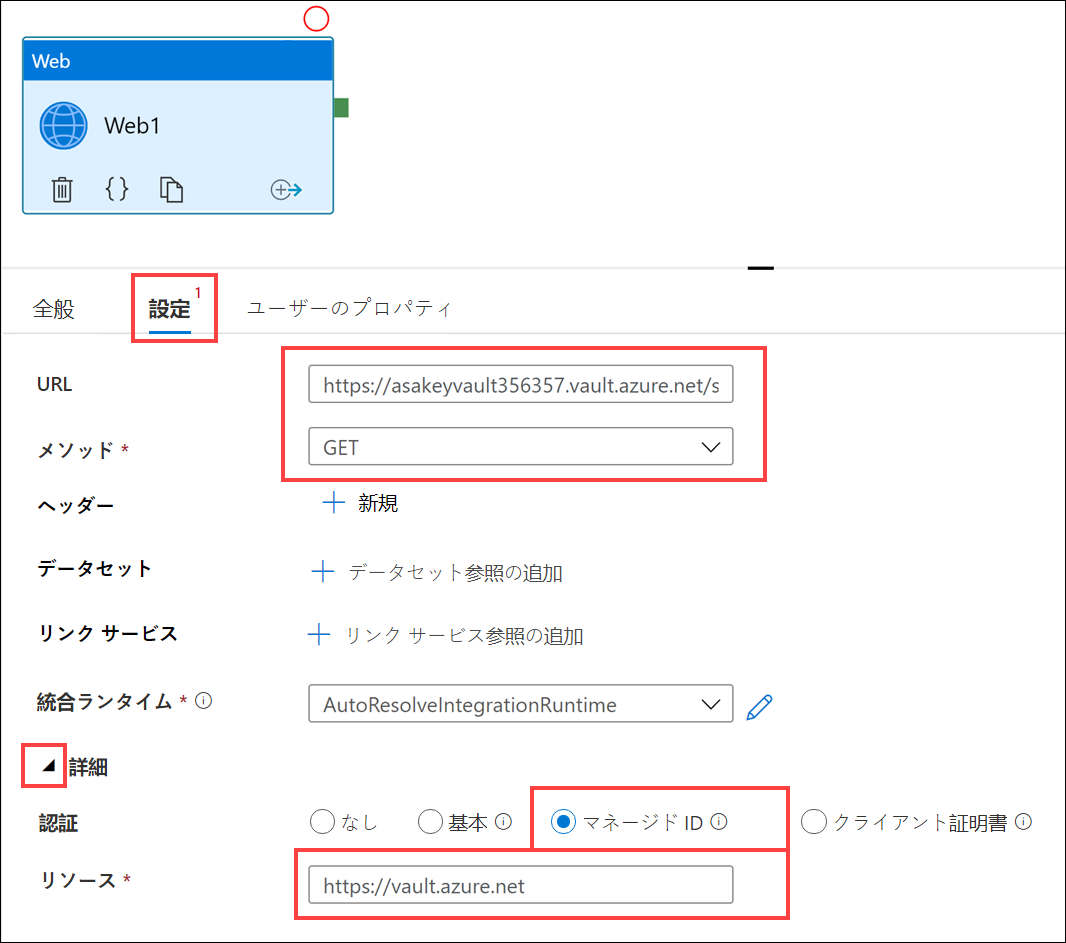 Web
Web1
全般
設定 1
ユーザーのプロパティ
URL
https://asakeyvault356357.vault.azure.net/s
メソッド *
GET
ヘッダー
新規
データセット
データセット参照の追加
リンク サービス
リンク サービス参照の追加
統合ランタイム *
AutoResolveIntegrationRuntime
詳細
認証
なし 基本 マネージド ID クライアント証明書
リソース *
https://vault.azure.net